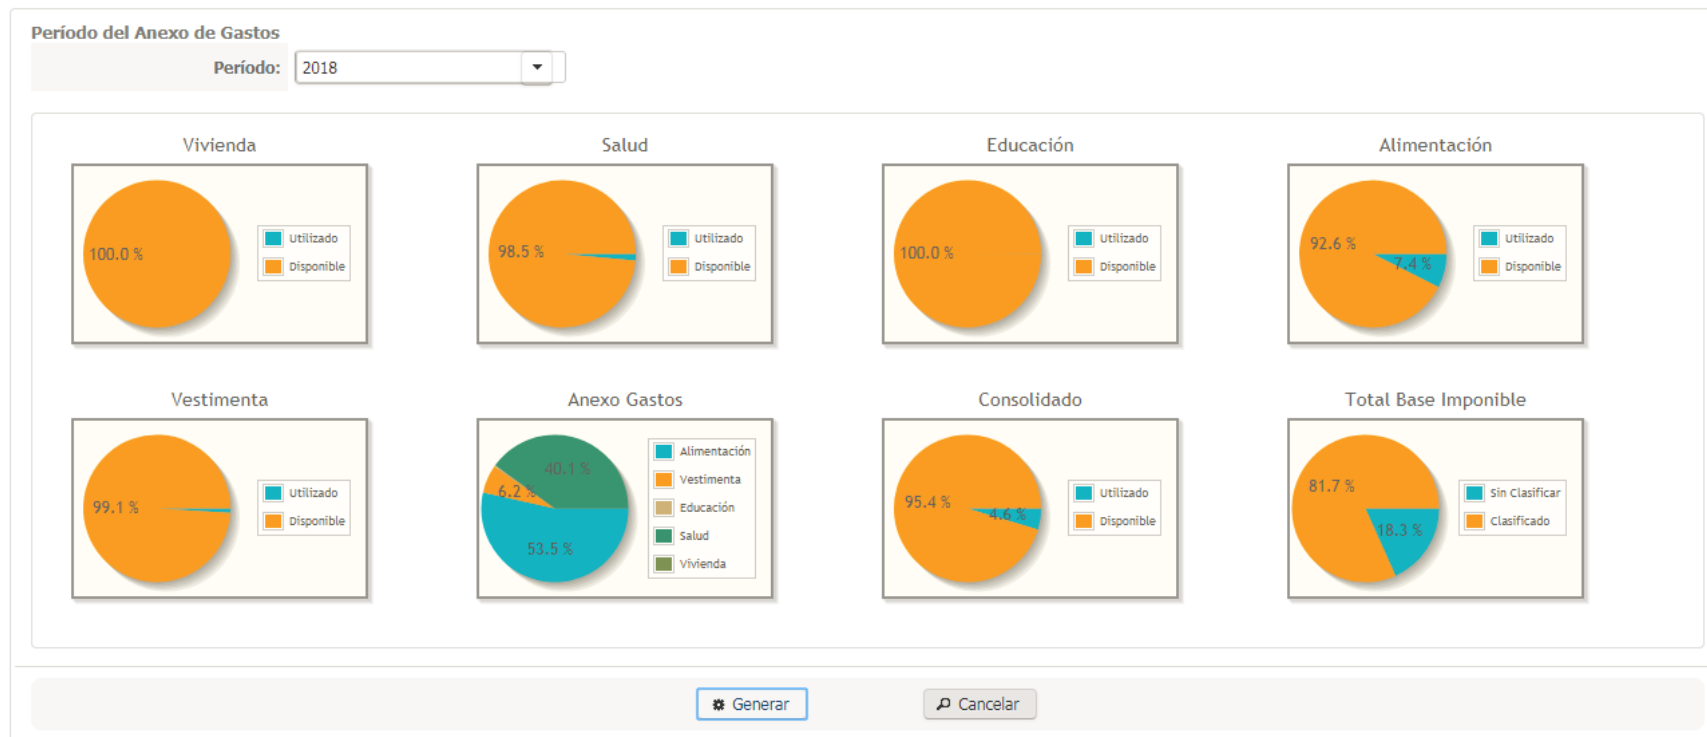 Período del Anexo de Gastos
Período: 2018
Vivienda
100.0 %
Utilizado
Disponible
Salud
98.5 %
Utilizado
Disponible
Educación
100.0 %
Utilizado
Disponible
Alimentación
92.6 %
7.4 %
Utilizado
Disponible
Vestimenta
99.1 %
Utilizado
Disponible
Anexo Gastos
40.1 %
6.2 %
53.5 %
Alimentación
Vestimenta
Educación
Salud
Vivienda
Consolidado
95.4 %
4.6 %
Utilizado
Disponible
Total Base Imponible
81.7 %
18.3 %
Sin Clasificar
Clasificado
Generar
Cancelar